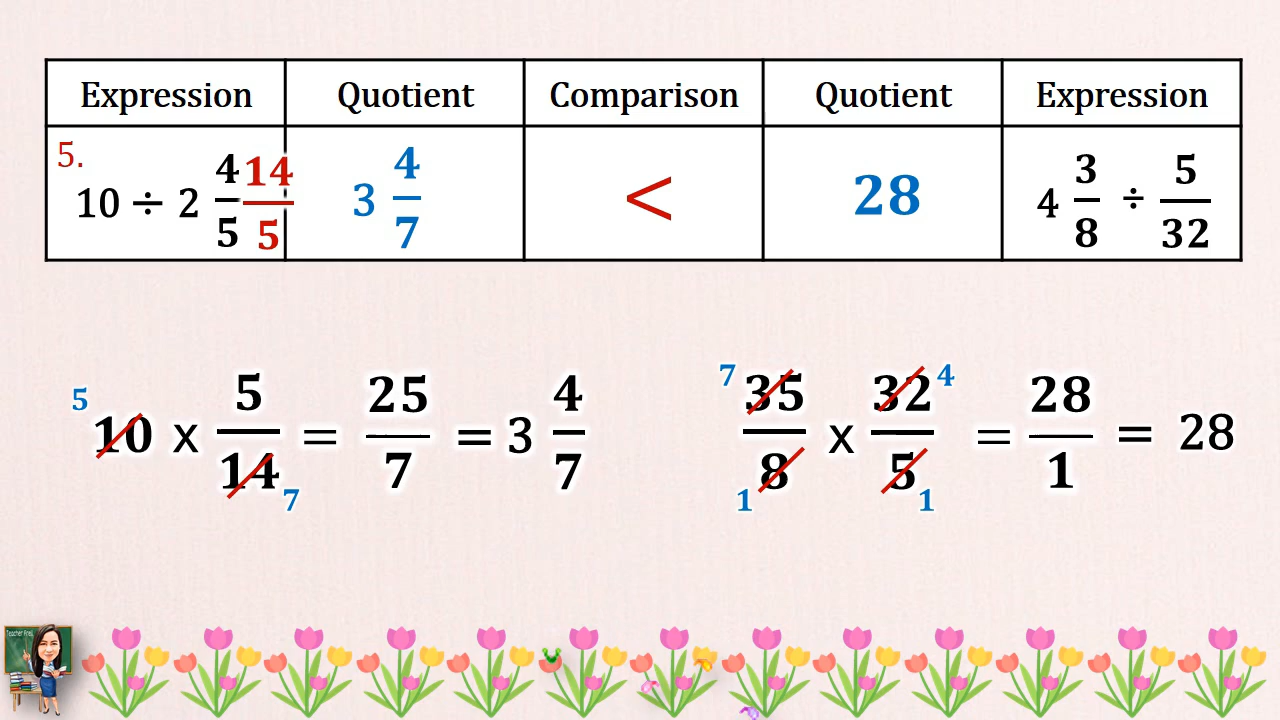 Expression Quotient Comparison Quotient Expression
5. 10 ÷ 2 4/5 14/5 3 4/7 < 28 4 3/8 ÷ 5/32
5 10 x 5/14 7 = 25/7 = 3 4/7
7 35/8 1 x 32 4/5 1 = 28/1 = 28